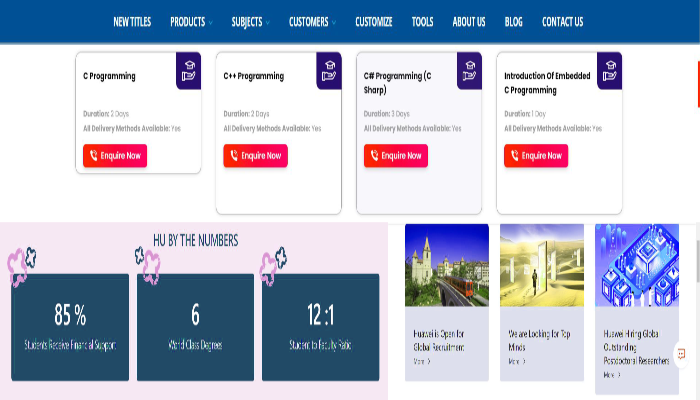 NEW TITLES PRODUCTS SUBJECTS CUSTOMERS CUSTOMIZE TOOLS ABOUT US BLOG CONTACT US
C Programming
Duration: 2 Days
All Delivery Methods Available: Yes
Enquire Now
C++ Programming
Duration: 2 Days
All Delivery Methods Available: Yes
Enquire Now
C# Programming (C
Sharp)
Duration: 3 Days
All Delivery Methods Available: Yes
Enquire Now
Introduction Of Embedded
C Programming
Duration: 1 Day
All Delivery Methods Available: Yes
Enquire Now
HU BY THE NUMBERS
85 %
Students Receive Financial Support
6
World Class Degrees
12 :1
Student to Faculty Ratio
Huawei is Open for
Global Recruitment
More >
We are Looking for Top
Minds
More >
Huawei Hiring Global
Outstanding
Postdoctoral Researchers
More >